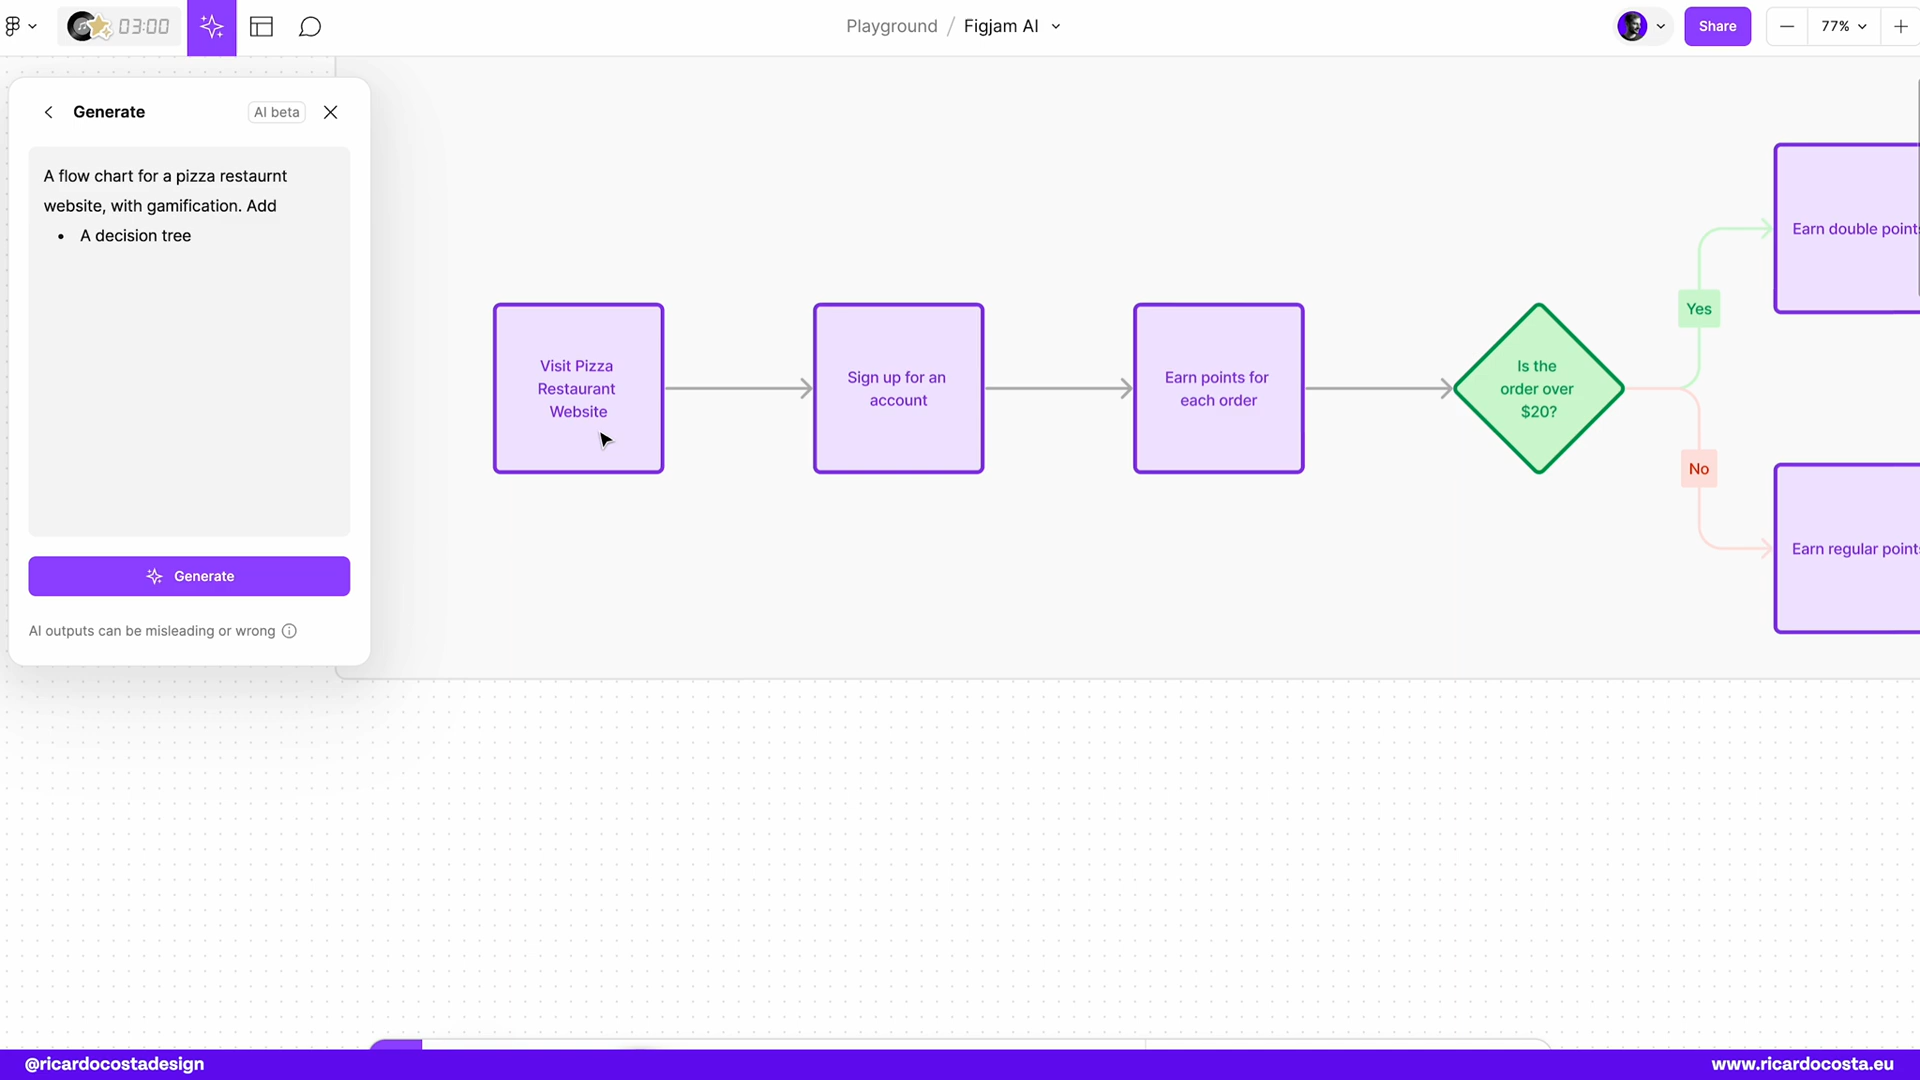 03:00
Playground / Figjam AI
Share
77%
Generate
AI beta
A flow chart for a pizza restaurnt
website, with gamification. Add
• A decision tree
Generate
AI outputs can be misleading or wrong
Visit Pizza
Restaurant
Website
Sign up for an
account
Earn points for
each order
Is the
order over
$20?
Yes
Earn double points
No
Earn regular points
@ricardocostadesign
www.ricardocosta.eu